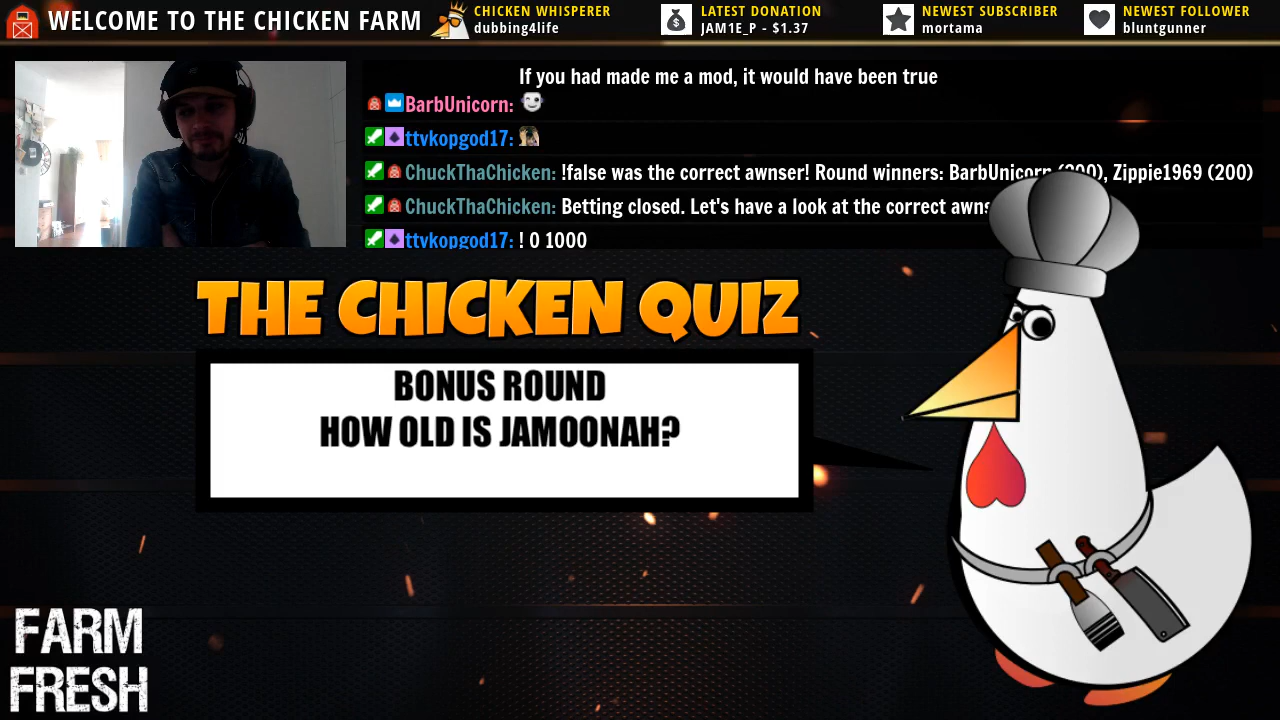 WELCOME TO THE CHICKEN FARM
CHICKEN WHISPERER
dubbing4life
LATEST DONATION
JAM1E_P - $1.37
NEWEST SUBSCRIBER
mortama
NEWEST FOLLOWER
bluntgunner
If you had made me a mod, it would have been true
BarbUnicorn:
ttvkopgod17:
ChuckThaChicken: !false was the correct awnser! Round winners: BarbUnicorn (200), Zippie1969 (200)
ChuckThaChicken: Betting closed. Let's have a look at the correct
ttvkopgod17: ! 0 1000
THE CHICKEN QUIZ
BONUS ROUND
HOW OLD IS JAMOONAH?
FARM
FRESH